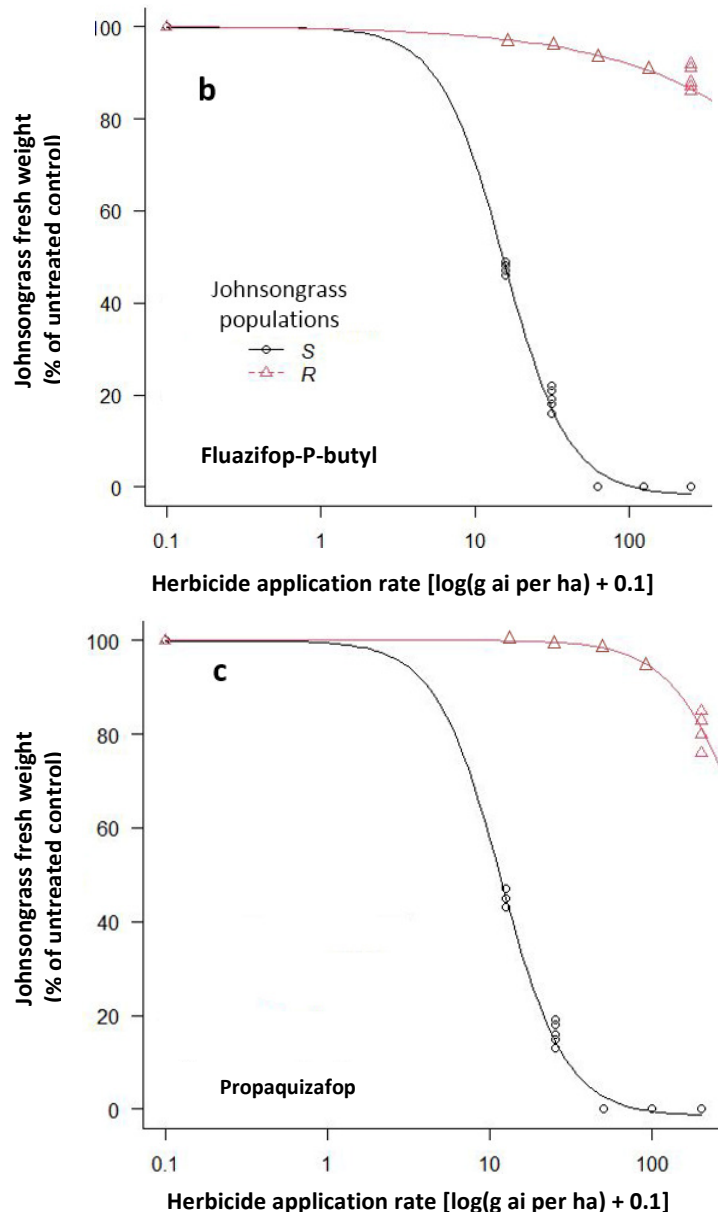 Johnsongrass fresh weight
(% of untreated control)
100
80
60
40
20
0
b
Johnsongrass
populations
S
R
Fluazifop-P-butyl
0.1 1 10 100
Herbicide application rate [log(g ai per ha) + 0.1]
Johnsongrass fresh weight
(% of untreated control)
100
80
60
40
20
0
c
Propaquizafop
0.1 1 10 100
Herbicide application rate [log(g ai per ha) + 0.1]